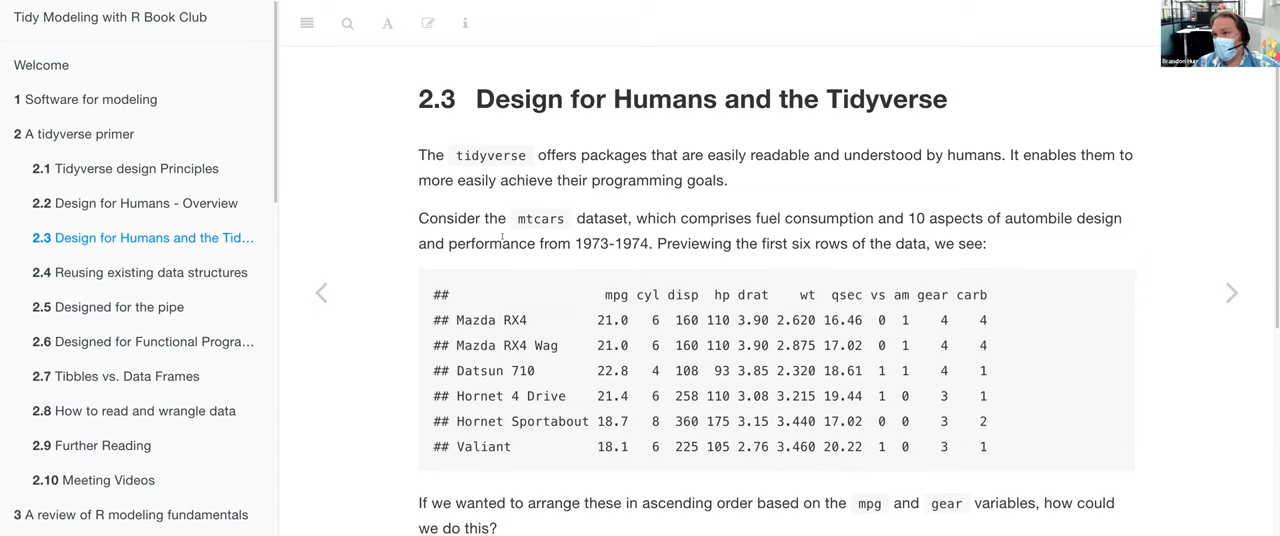 Tidy Modeling with R Book Club
Welcome
1 Software for modeling
2 A tidyverse primer
2.1 Tidyverse design Principles
2.2 Design for Humans - Overview
2.3 Design for Humans and the Tid...
2.4 Reusing existing data structures
2.5 Designed for the pipe
2.6 Designed for Functional Progra...
2.7 Tibbles vs. Data Frames
2.8 How to read and wrangle data
2.9 Further Reading
2.10 Meeting Videos
3 A review of R modeling fundamentals
A
i
2.3 Design for Humans and the Tidyverse
The tidyverse offers packages that are easily readable and understood by humans. It enables them to
more easily achieve their programming goals.
Consider the mtcars dataset, which comprises fuel consumption and 10 aspects of autombile design
and performance from 1973-1974. Previewing the first six rows of the data, we see:
## mpg cyl disp hp drat wt qsec vs am gear carb
## Mazda RX4 21.0 6 160 110 3.90 2.620 16.46 0 1 4 4
## Mazda RX4 Wag 21.0 6 160 110 3.90 2.875 17.02 0 1 4 4
## Datsun 710 22.8 4 108 93 3.85 2.320 18.61 1 1 4 1
## Hornet 4 Drive 21.4 6 258 110 3.08 3.215 19.44 1 0 3 1
## Hornet Sportabout 18.7 8 360 175 3.15 3.440 17.02 0 0 3 2
## Valiant 18.1 6 225 105 2.76 3.460 20.22 1 0 3 1
If we wanted to arrange these in ascending order based on the mpg and gear variables, how could
we do this?
Brandon Hurr